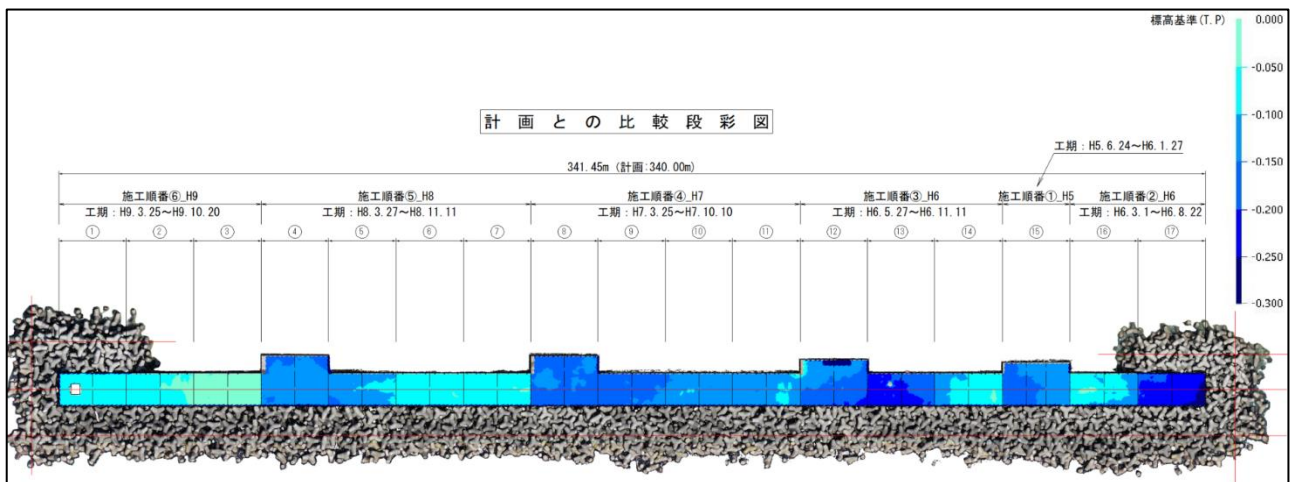 標高基準(T.P)
0.000
-0.050
-0.100
-0.150
-0.200
-0.250
-0.300
計画との比較段彩図
工期：H5.6.24～H6.1.27
341.45m (計画:340.00m)
施工順番⑥_H9 施工順番⑤_H8 施工順番④_H7 施工順番③_H6 施工順番①_H5 施工順番②_H6
工期：H9.3.25～H9.10.20 工期：H8.3.27～H8.11.11 工期：H7.3.25～H7.10.10 工期：H6.5.27～H6.11.11 工期：H6.3.1～H6.8.22
① ② ③ ④ ⑤ ⑥ ⑦ ⑧ ⑨ ⑩ ⑪ ⑫ ⑬ ⑭ ⑮ ⑯ ⑰